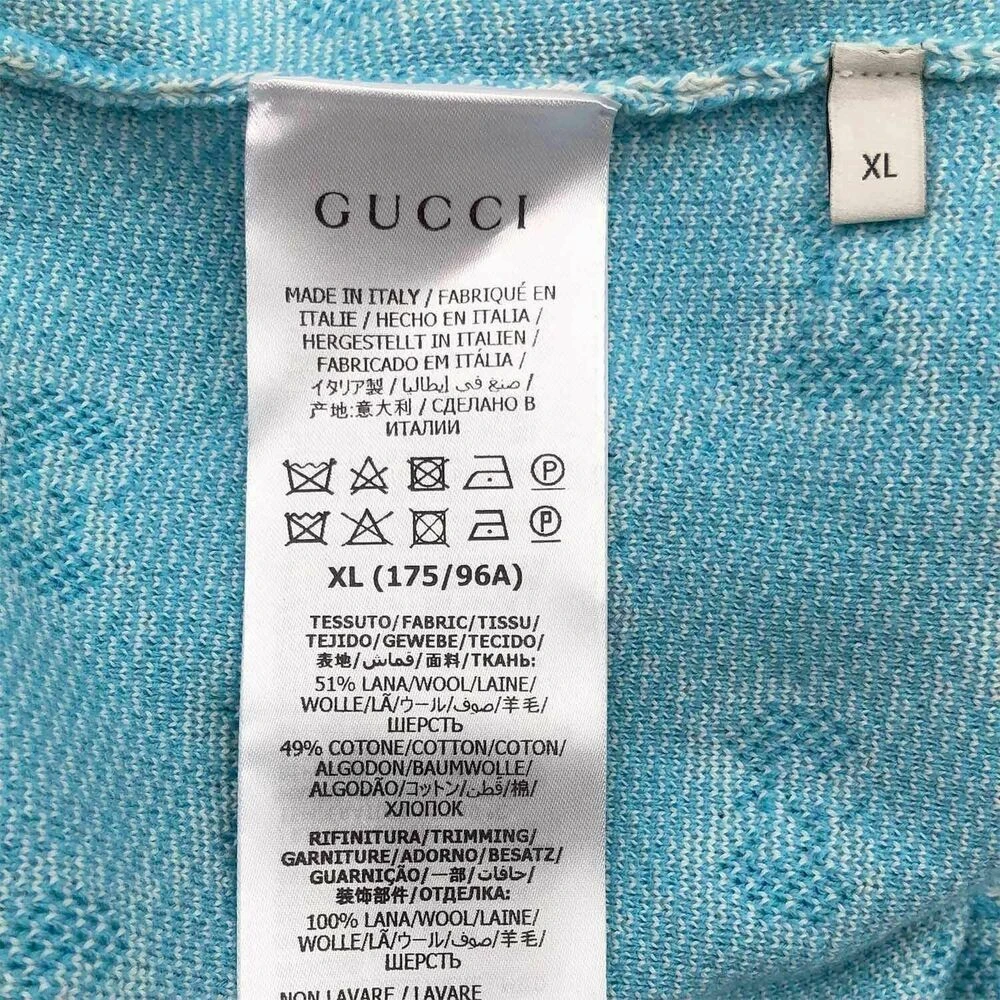 GUCCI
XL
MADE IN ITALY / FABRIQUÉ EN
ITALIE / HECHO EN ITALIA /
HERGESTELLT IN ITALIEN /
FABRICADO EM ITÁLIA /
イタリア製 / صنع في إيطاليا /
产地:意大利 / СДЕЛАНО В
ИТАЛИИ
P
P
XL (175/96A)
TESSUTO/FABRIC/TISSU/
TEJIDO/GEWEBE/TECIDO/
表地/قماش/面料/ТКАНЬ:
51% LANA/WOOL/LAINE/
WOLLE/LÃ/ウール/صوف/羊毛/
ШЕРСТЬ
49% COTONE/COTTON/COTON/
ALGODON/BAUMWOLLE/
ALGODÃO/コットン/قطن/棉/
ХЛОПОК
RIFINITURA/TRIMMING/
GARNITURE/ADORNO/BESATZ/
GUARNIÇÃO/一部/حافات/
装饰部件/ОТДЕЛКА:
100% LANA/WOOL/LAINE/
WOLLE/LÃ/ウール/صوف/羊毛/
ШЕРСТЬ
NON LAVARE / LAVARE